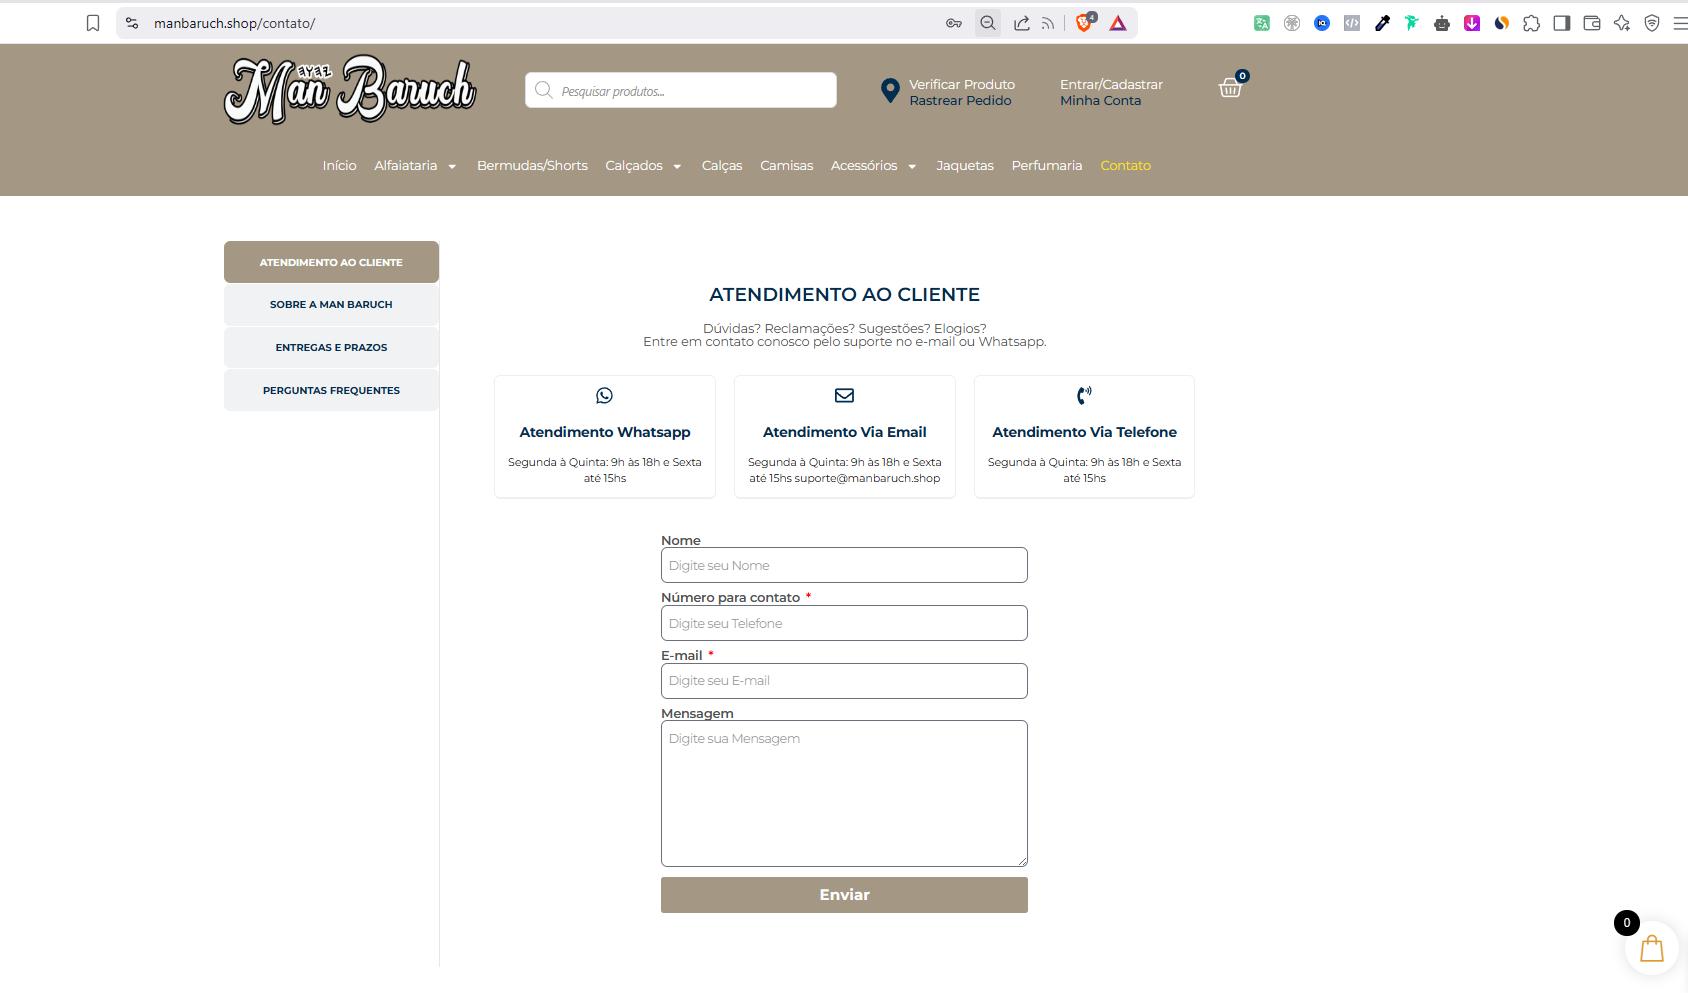 manbaruch.shop/contato/
4
Man Baruch
Pesquisar produtos...
Verificar Produto
Rastrear Pedido
Entrar/Cadastrar
Minha Conta
0
Início Alfaiataria Bermudas/Shorts Calçados Calças Camisas Acessórios Jaquetas Perfumaria Contato
ATENDIMENTO AO CLIENTE
SOBRE A MAN BARUCH
ENTREGAS E PRAZOS
PERGUNTAS FREQUENTES
ATENDIMENTO AO CLIENTE
Dúvidas? Reclamações? Sugestões? Elogios?
Entre em contato conosco pelo suporte no e-mail ou Whatsapp.
Atendimento Whatsapp
Segunda à Quinta: 9h às 18h e Sexta
até 15hs
Atendimento Via Email
Segunda à Quinta: 9h às 18h e Sexta
até 15hs suporte@manbaruch.shop
Atendimento Via Telefone
Segunda à Quinta: 9h às 18h e Sexta
até 15hs
Nome
Digite seu Nome
Número para contato *
Digite seu Telefone
E-mail *
Digite seu E-mail
Mensagem
Digite sua Mensagem
Enviar
0